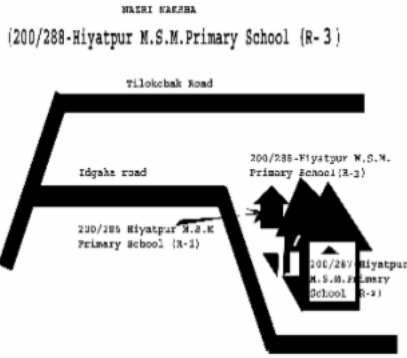 NAZRI NAKSHA
(200/288-Hiyatpur M.S.M.Primary School (R-3)
Tilokchak Road
200/288-Hiyatpur M.S.M.
Primary School(R-3)
Idgaha road
200/286 Hiyatpur M.S.M
Primary School (R-1)
200/287-Hiyatpur
M.S.M.Primary
School (R-2)